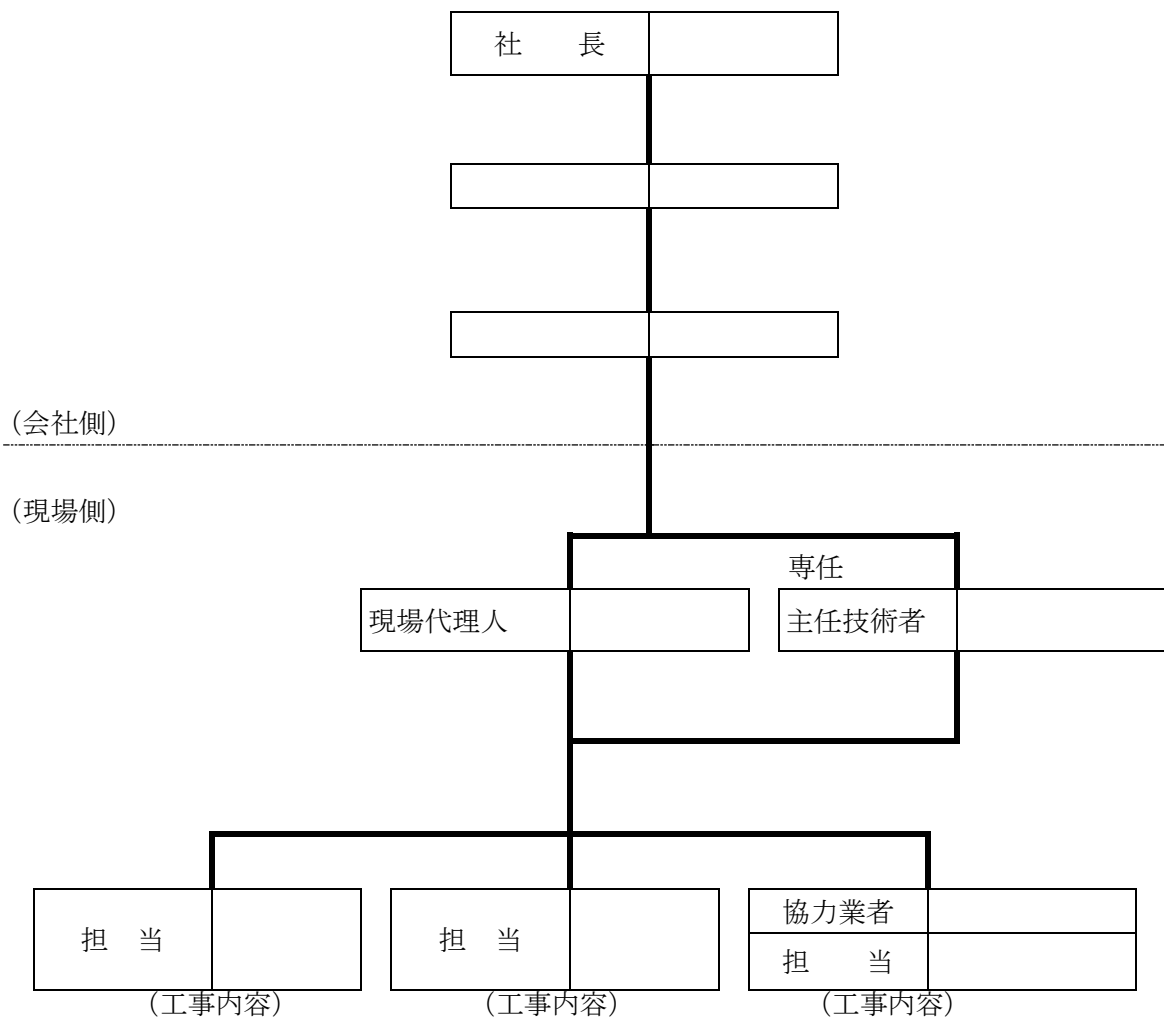 社　　長
（会社側）
（現場側）
専任
現場代理人
主任技術者
担　当
担　当
協力業者
担　　当
（工事内容）
（工事内容）
（工事内容）